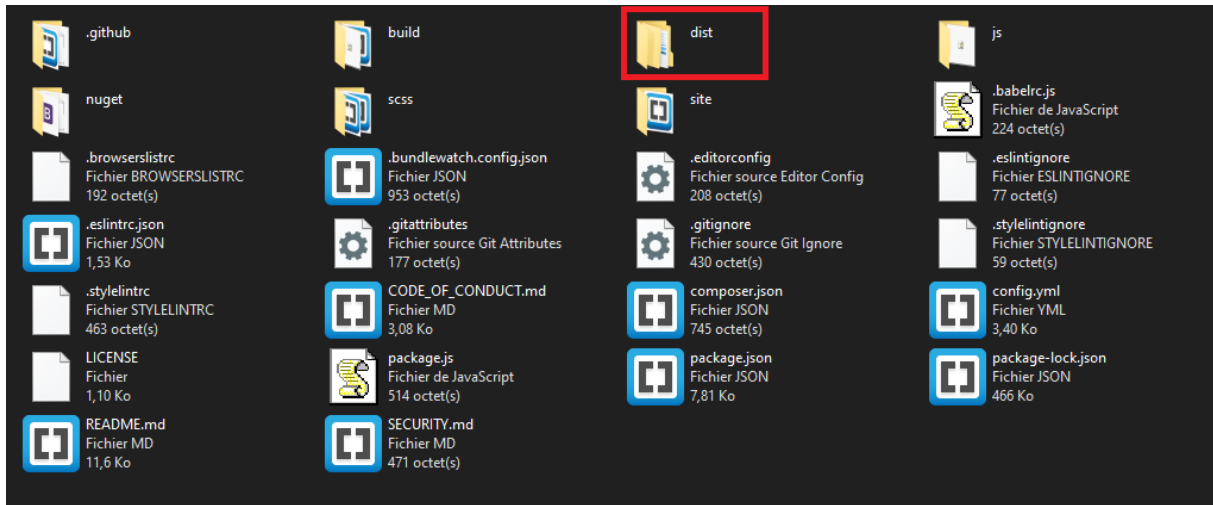 .github
build
dist
js
nuget
scss
site
.babelrc.js
Fichier de JavaScript
224 octet(s)
.browserslistrc
Fichier BROWSERSLISTRC
192 octet(s)
.bundlewatch.config.json
Fichier JSON
953 octet(s)
.editorconfig
Fichier source Editor Config
208 octet(s)
.eslintignore
Fichier ESLINTIGNORE
77 octet(s)
.eslintrc.json
Fichier JSON
1,53 Ko
.gitattributes
Fichier source Git Attributes
177 octet(s)
.gitignore
Fichier source Git Ignore
430 octet(s)
.stylelintignore
Fichier STYLELINTIGNORE
59 octet(s)
.stylelintrc
Fichier STYLELINTRC
463 octet(s)
CODE_OF_CONDUCT.md
Fichier MD
3,08 Ko
composer.json
Fichier JSON
745 octet(s)
config.yml
Fichier YML
3,40 Ko
LICENSE
Fichier
1,10 Ko
package.js
Fichier de JavaScript
514 octet(s)
package.json
Fichier JSON
7,81 Ko
package-lock.json
Fichier JSON
466 Ko
README.md
Fichier MD
11,6 Ko
SECURITY.md
Fichier MD
471 octet(s)